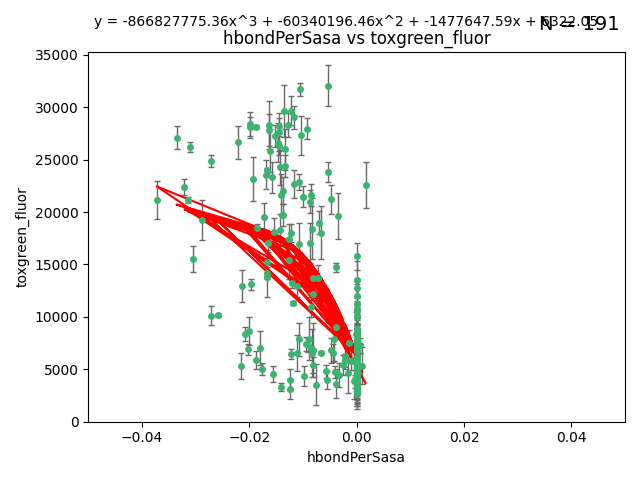 y = -866827775.36x^3 + -60340196.46x^2 + -1477647.59x + 6322.05
N = 191
hbondPerSasa vs toxgreen_fluor
35000
30000
25000
20000
15000
10000
5000
0
toxgreen_fluor
−0.04
−0.02
0.00
0.02
0.04
hbondPerSasa